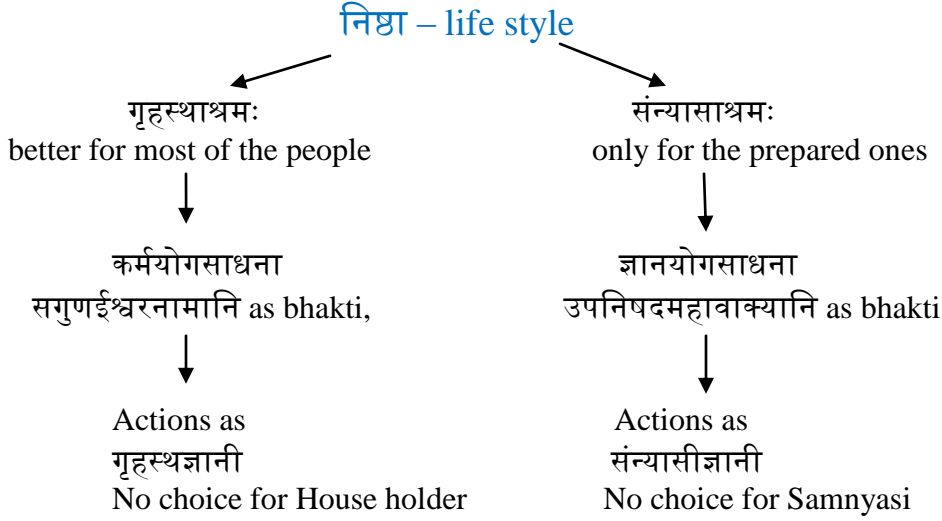 निष्ठा – life style
गृहस्थाश्रमः
better for most of the people
कर्मयोगसाधना
सगुणईश्वरनामानि as bhakti,
Actions as
गृहस्थज्ञानी
No choice for House holder
संन्यासाश्रमः
only for the prepared ones
ज्ञानयोगसाधना
उपनिषदमहावाक्यानि as bhakti
Actions as
संन्यासीज्ञानी
No choice for Samnyasi